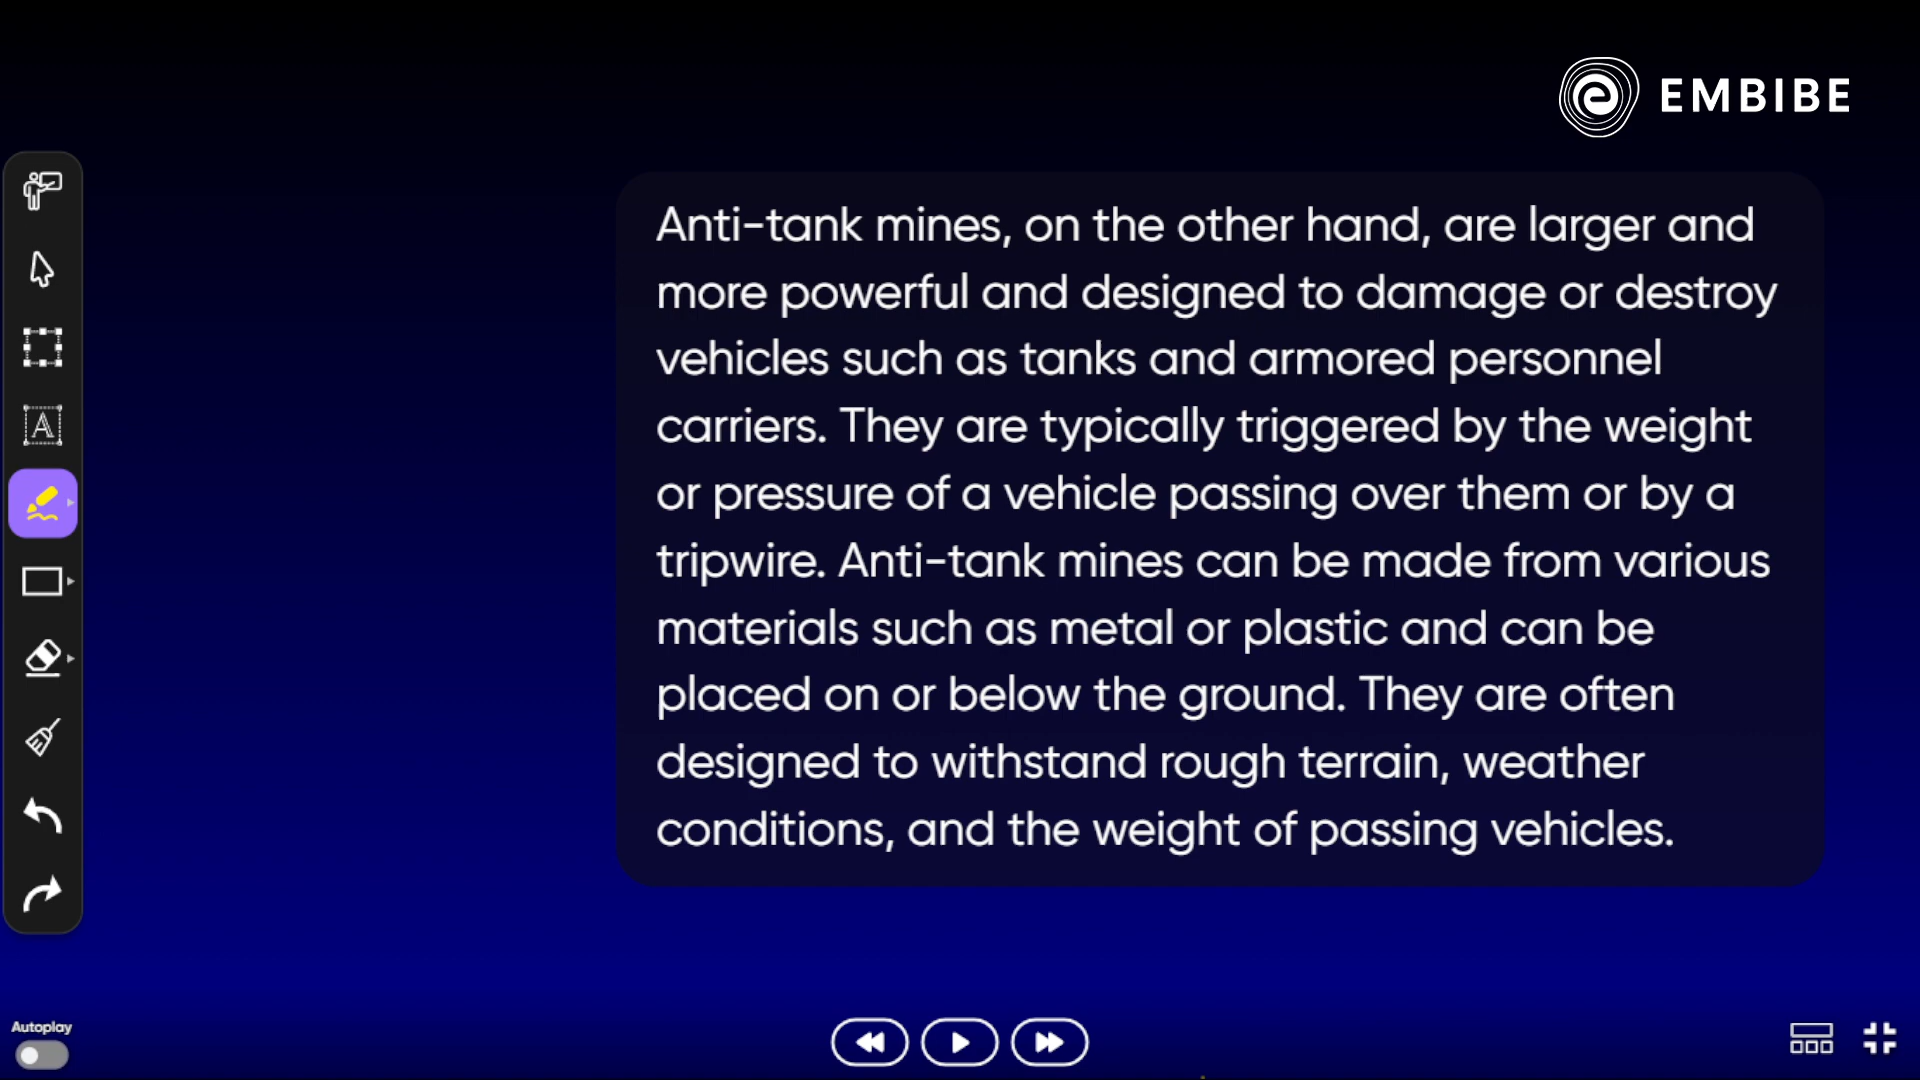 EMBIBE
Anti-tank mines, on the other hand, are larger and
more powerful and designed to damage or destroy
vehicles such as tanks and armored personnel
carriers. They are typically triggered by the weight
or pressure of a vehicle passing over them or by a
tripwire. Anti-tank mines can be made from various
materials such as metal or plastic and can be
placed on or below the ground. They are often
designed to withstand rough terrain, weather
conditions, and the weight of passing vehicles.
A
Autoplay